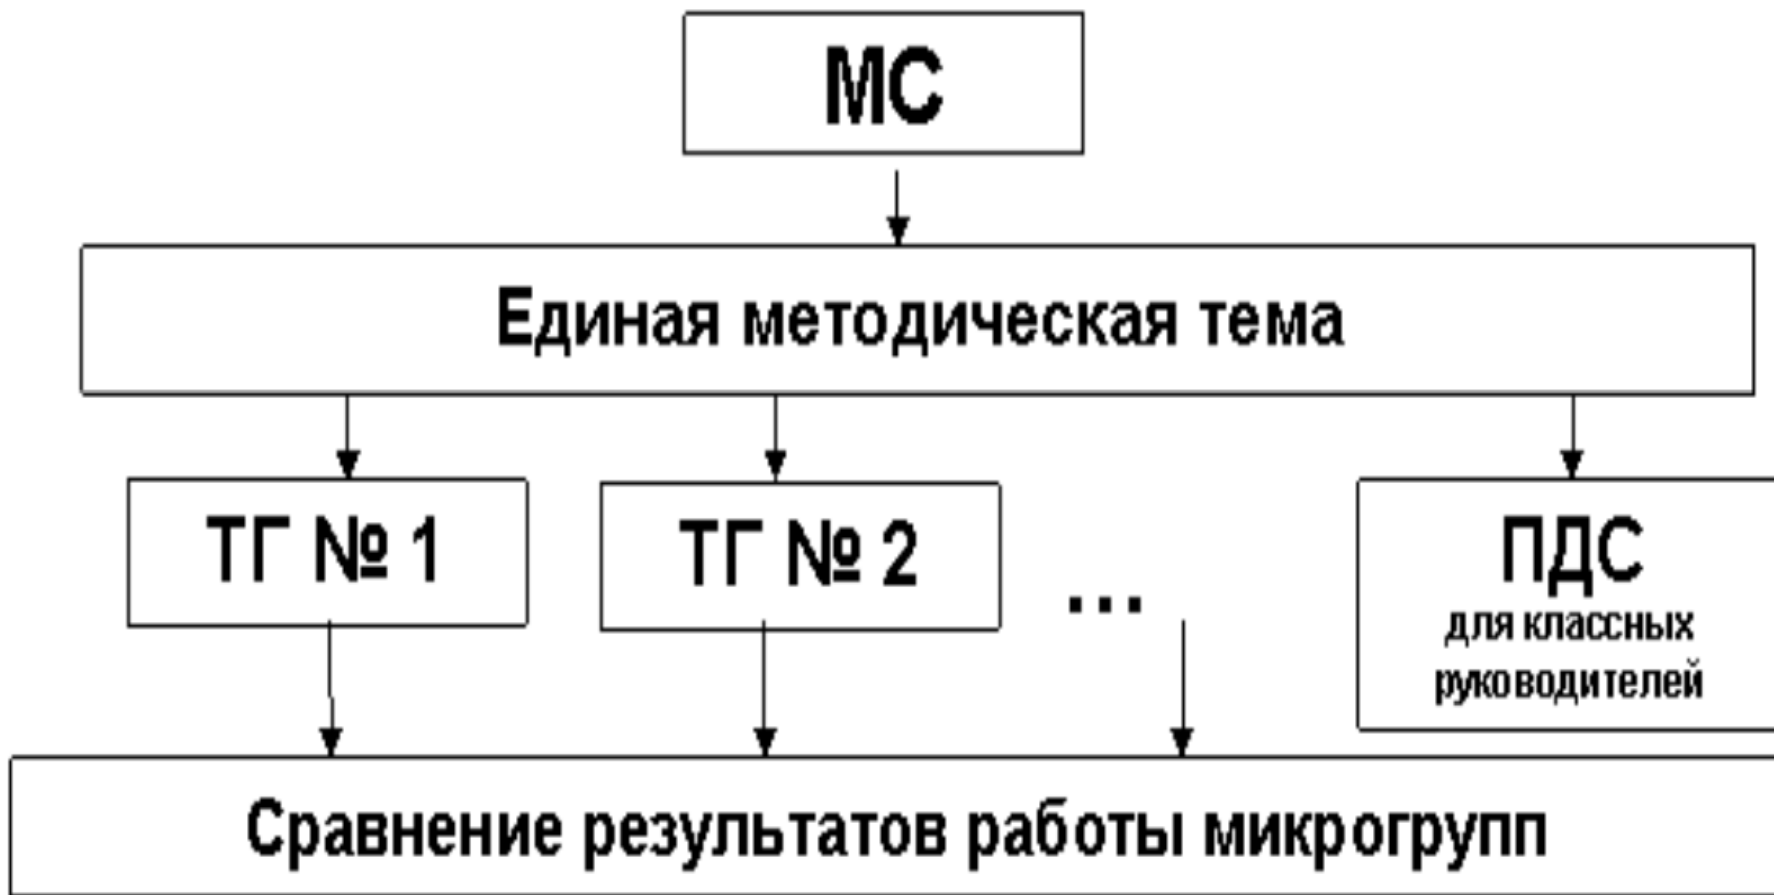 МС
Единая методическая тема
ТГ № 1
ТГ № 2
...
ПДС
для классных
руководителей
Сравнение результатов работы микрогрупп